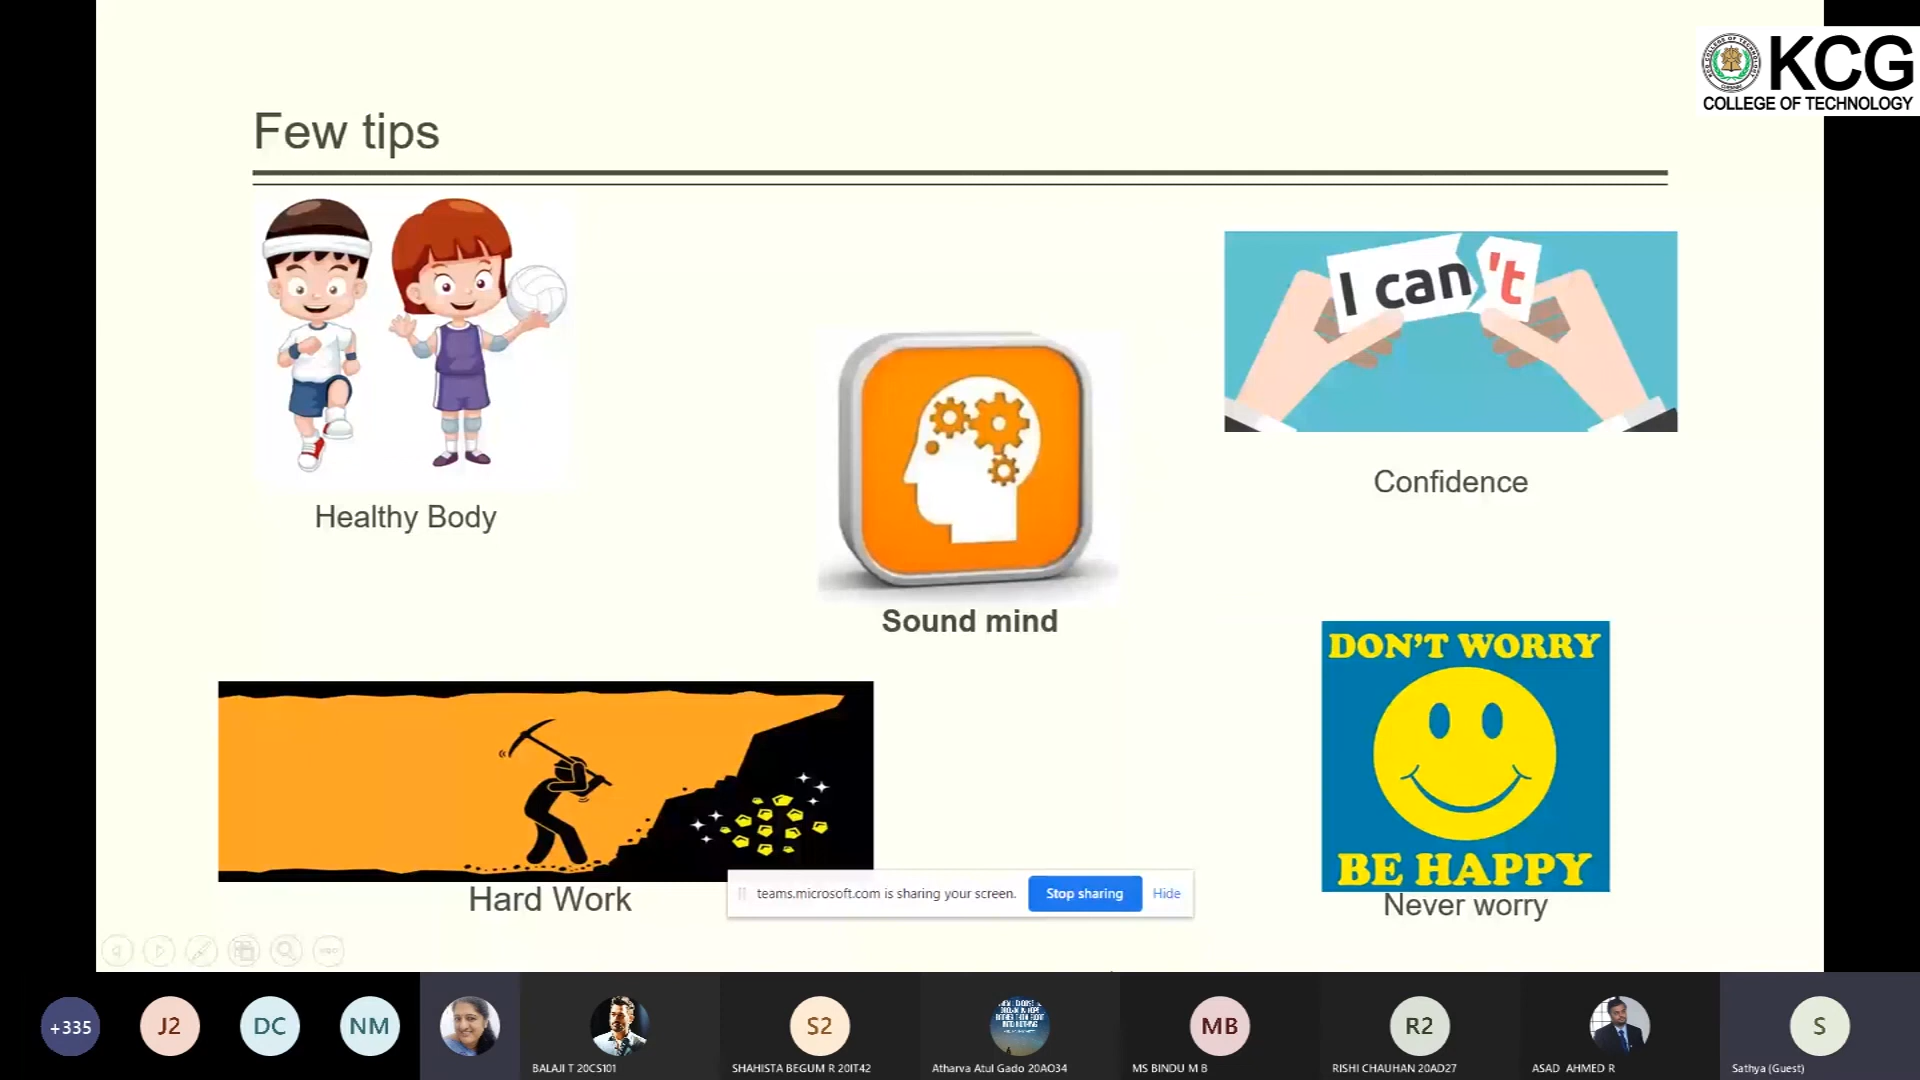 KCG
COLLEGE OF TECHNOLOGY
Few tips
I can't
Healthy Body
Confidence
Sound mind
DON'T WORRY
BE HAPPY
Hard Work
Never worry
teams.microsoft.com is sharing your screen. Stop sharing Hide
+335 J2 DC NM S2 MB R2 S
BALAJI T 20CS101 SHAHISTA BEGUM R 20IT42 Atharva Atul Gado 20AO34 MS BINDU M B RISHI CHAUHAN 20AD27 ASAD AHMED R Sathya (Guest)